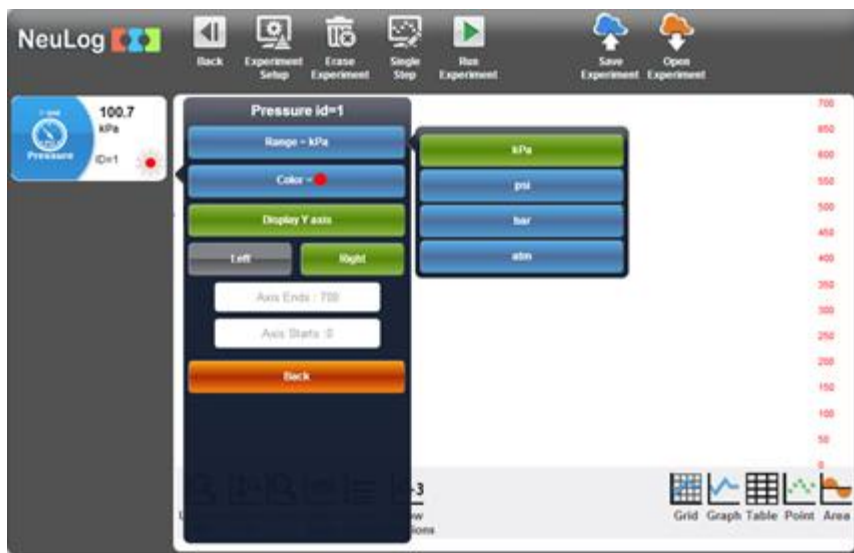 NeuLog
Back
Experiment
Setup
Erase
Experiment
Single
Step
Run
Experiment
Save
Experiment
Open
Experiment
100.7
kPa
Pressure
ID=1
Pressure id=1
Range - kPa
Color -
Display Y axis
Left
Right
Axis Ends : 700
Axis Starts :0
Back
kPa
psi
bar
atm
700
650
600
550
500
450
400
350
300
250
200
150
100
50
0
Grid
Graph
Table
Point
Area